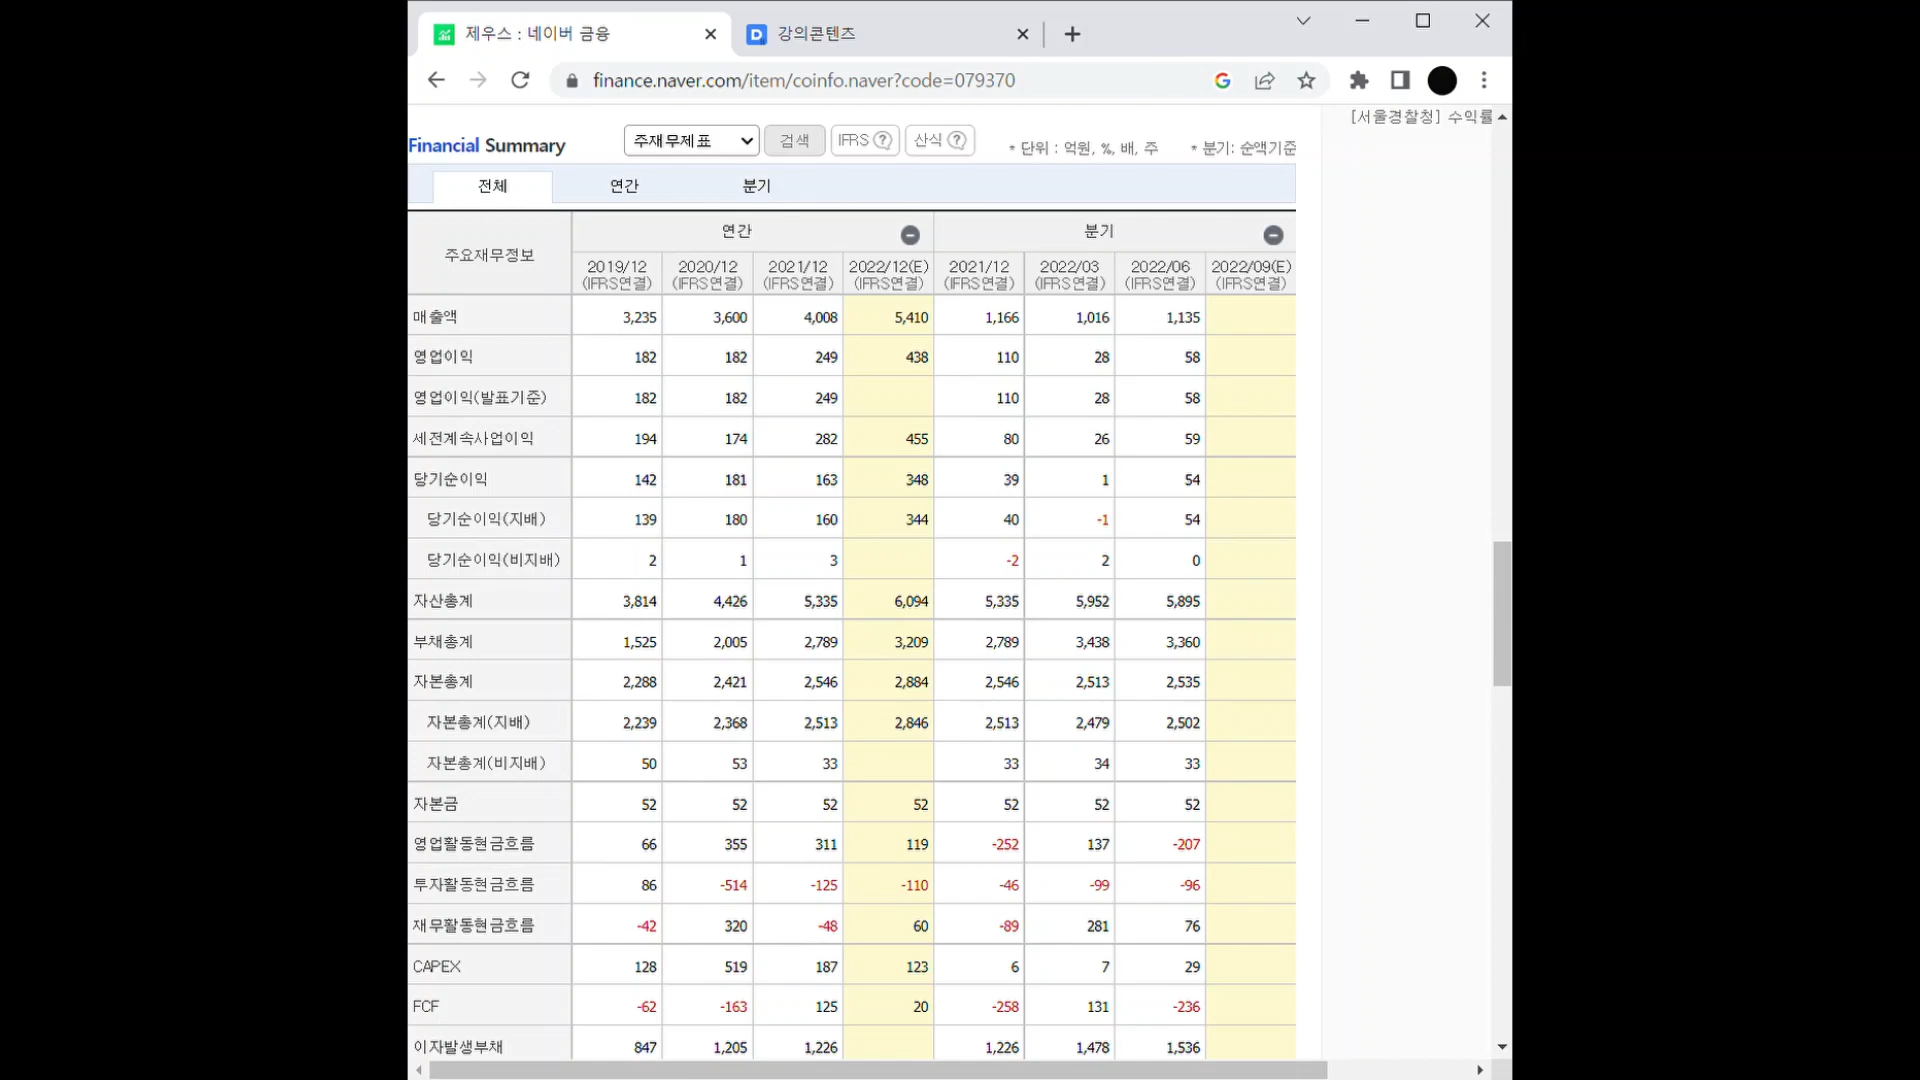 제우스 : 네이버 금융
강의콘텐츠
finance.naver.com/item/coinfo.naver?code=079370
[서울경찰청] 수익률
Financial Summary 주재무제표 검색 IFRS ? 산식 ? * 단위 : 억원, %, 배, 주 * 분기: 순액기준
전체 연간 분기
주요재무정보 연간 분기
2019/12 2020/12 2021/12 2022/12(E) 2021/12 2022/03 2022/06 2022/09(E)
(IFRS연결) (IFRS연결) (IFRS연결) (IFRS연결) (IFRS연결) (IFRS연결) (IFRS연결) (IFRS연결)
매출액 3,235 3,600 4,008 5,410 1,166 1,016 1,135
영업이익 182 182 249 438 110 28 58
영업이익(발표기준) 182 182 249 110 28 58
세전계속사업이익 194 174 282 455 80 26 59
당기순이익 142 181 163 348 39 1 54
당기순이익(지배) 139 180 160 344 40 -1 54
당기순이익(비지배) 2 1 3 -2 2 0
자산총계 3,814 4,426 5,335 6,094 5,335 5,952 5,895
부채총계 1,525 2,005 2,789 3,209 2,789 3,438 3,360
자본총계 2,288 2,421 2,546 2,884 2,546 2,513 2,535
자본총계(지배) 2,239 2,368 2,513 2,846 2,513 2,479 2,502
자본총계(비지배) 50 53 33 33 34 33
자본금 52 52 52 52 52 52 52
영업활동현금흐름 66 355 311 119 -252 137 -207
투자활동현금흐름 86 -514 -125 -110 -46 -99 -96
재무활동현금흐름 -42 320 -48 60 -89 281 76
CAPEX 128 519 187 123 6 7 29
FCF -62 -163 125 20 -258 131 -236
이자발생부채 847 1,205 1,226 1,226 1,478 1,536